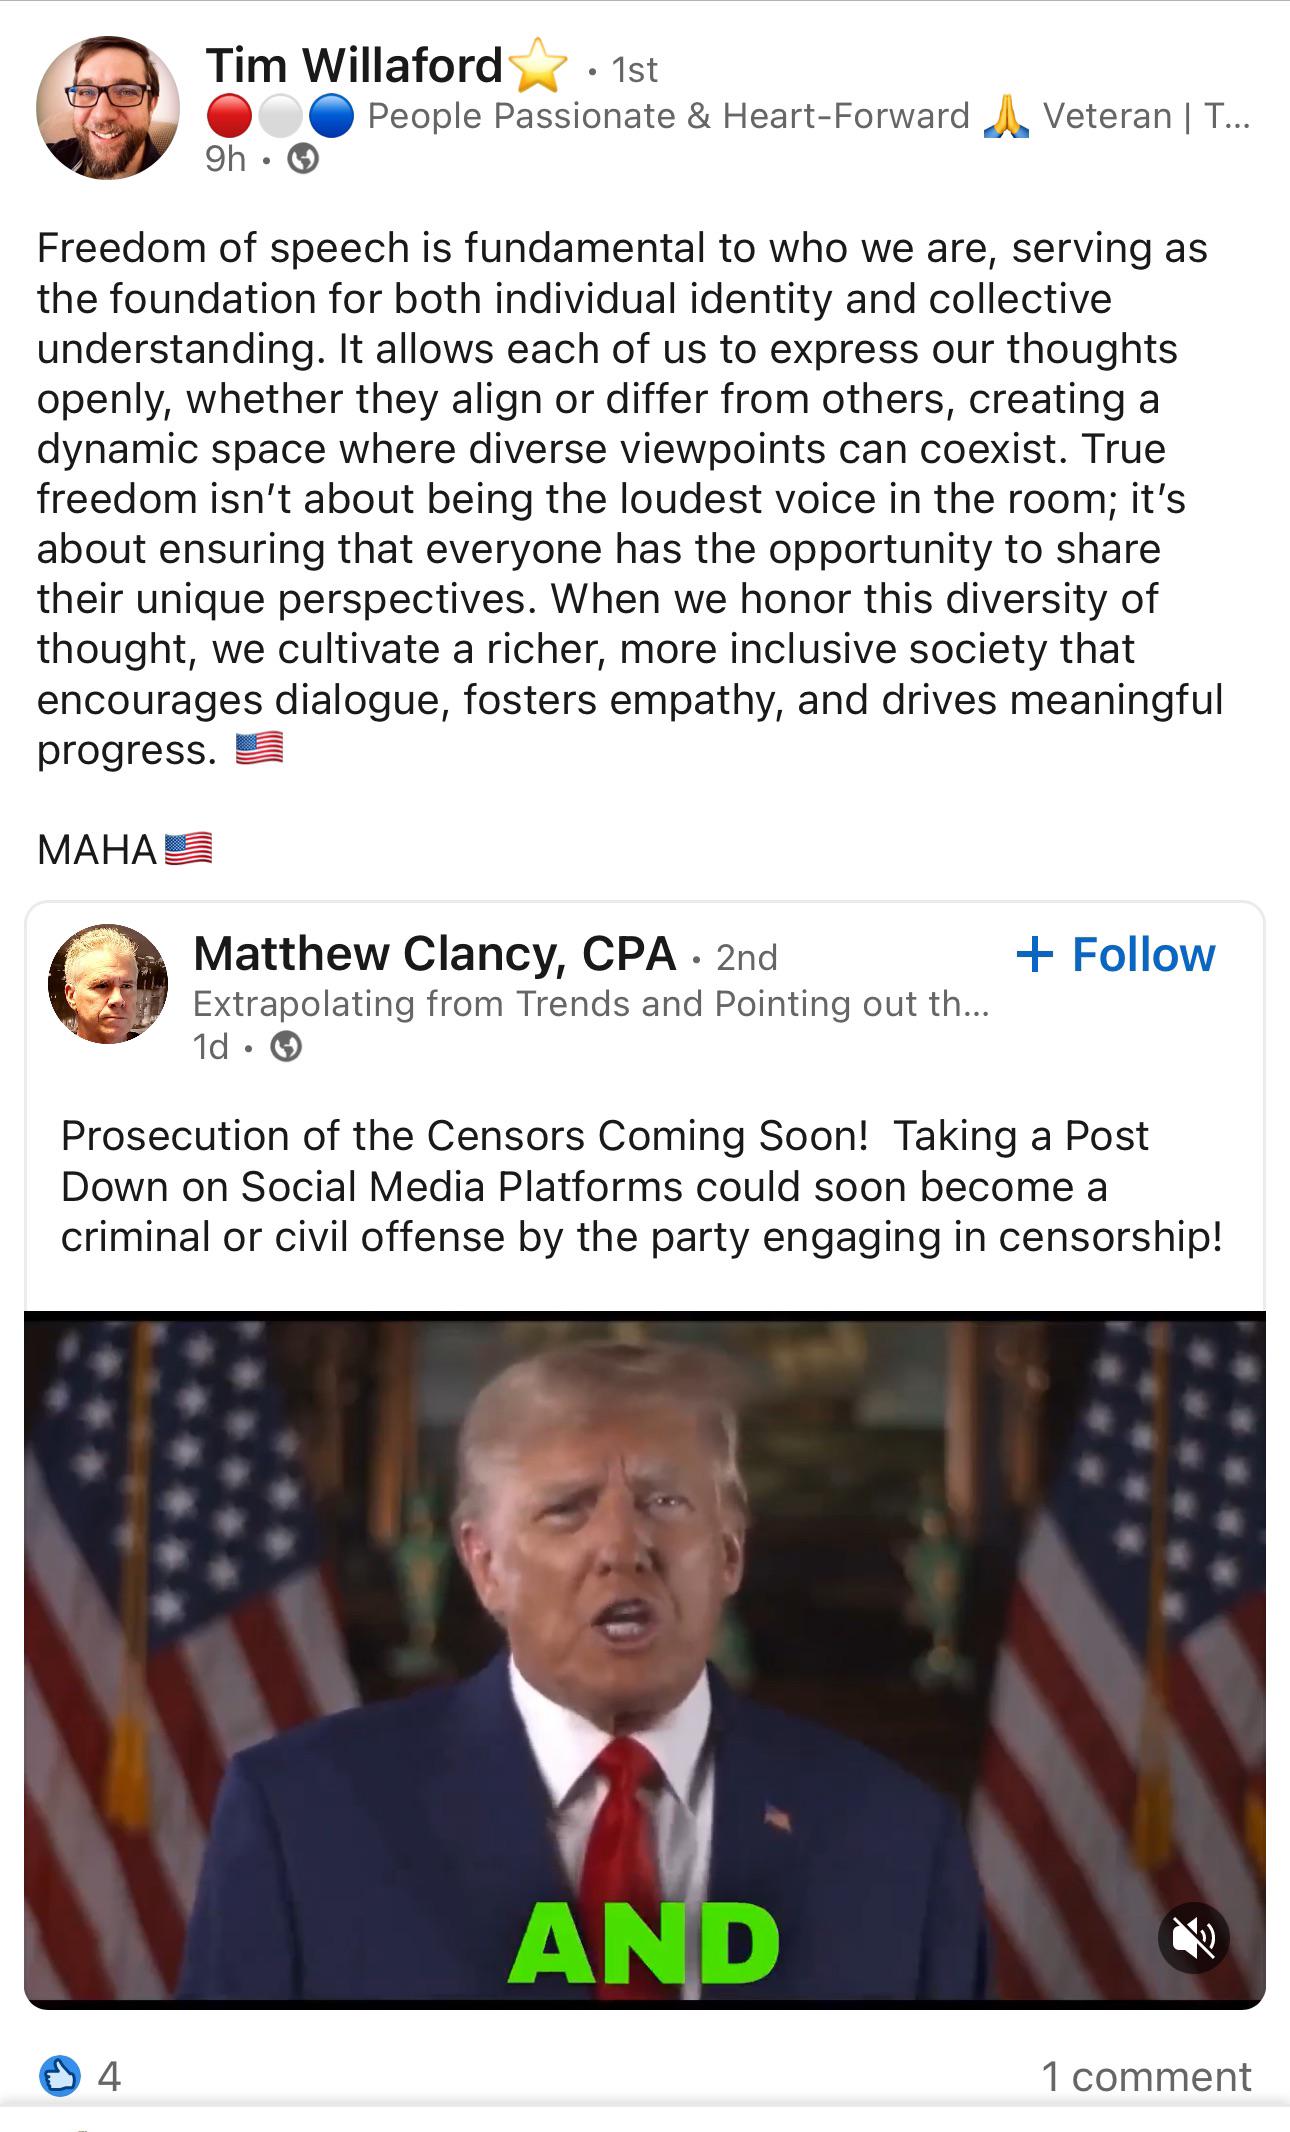 Tim Willaford⭐ • 1st
🔴⚪🔵 People Passionate & Heart-Forward 🙏 Veteran | T...
9h •
Freedom of speech is fundamental to who we are, serving as
the foundation for both individual identity and collective
understanding. It allows each of us to express our thoughts
openly, whether they align or differ from others, creating a
dynamic space where diverse viewpoints can coexist. True
freedom isn’t about being the loudest voice in the room; it’s
about ensuring that everyone has the opportunity to share
their unique perspectives. When we honor this diversity of
thought, we cultivate a richer, more inclusive society that
encourages dialogue, fosters empathy, and drives meaningful
progress. 🇺🇸
MAHA🇺🇸
Matthew Clancy, CPA • 2nd
+ Follow
Extrapolating from Trends and Pointing out th...
1d •
Prosecution of the Censors Coming Soon!  Taking a Post
Down on Social Media Platforms could soon become a
criminal or civil offense by the party engaging in censorship!
AND
4
1 comment